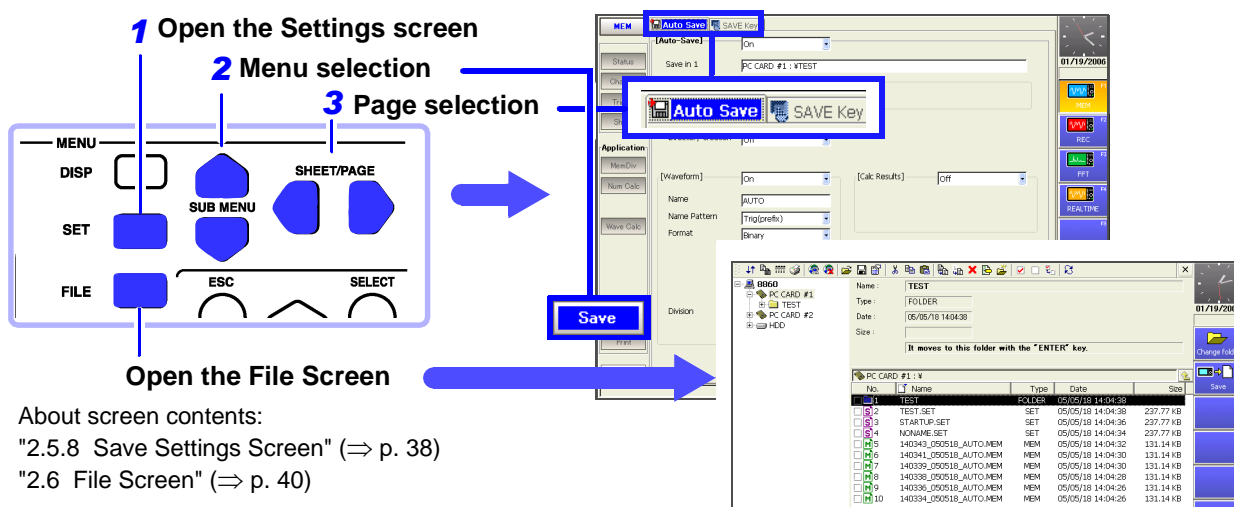 1 Open the Settings screen
2 Menu selection
3 Page selection
MENU
DISP
SHEET/PAGE
SUB MENU
SET
FILE
ESC
SELECT
Open the File Screen
About screen contents:
"2.5.8 Save Settings Screen" (⇒ p. 38)
"2.6 File Screen" (⇒ p. 40)
MEM
Auto Save
SAVE Key
[Auto-Save]
On
Save in 1
PC CARD #1 : ¥TEST
Status
01/19/2006
Auto Save
SAVE Key
On
Application
MemDiv
Num Calc
Wave Calc
[Waveform]
On
[Calc Results]
Off
Name
AUTO
Name Pattern
Trig(prefix)
Format
Binary
Division
Save
Print
MEM
F2
REC
F3
FFT
F4
REALTIME
8860
PC CARD #1
TEST
PC CARD #2
HDD
Name :
TEST
Type :
FOLDER
Date :
05/05/18 14:04:38
Size :
It moves to this folder with the "ENTER" key.
PC CARD #1 : ¥
No. Name Type Date Size
1 TEST FOLDER 05/05/18 14:04:38
S 2 TEST.SET SET 05/05/18 14:04:38 237.77 KB
S 3 STARTUP.SET SET 05/05/18 14:04:36 237.77 KB
S 4 NONAME.SET SET 05/05/18 14:04:34 237.77 KB
M 5 140343_050518_AUTO.MEM MEM 05/05/18 14:04:32 131.14 KB
M 6 140341_050518_AUTO.MEM MEM 05/05/18 14:04:30 131.14 KB
M 7 140339_050518_AUTO.MEM MEM 05/05/18 14:04:30 131.14 KB
M 8 140338_050518_AUTO.MEM MEM 05/05/18 14:04:28 131.14 KB
M 9 140336_050518_AUTO.MEM MEM 05/05/18 14:04:26 131.14 KB
M 10 140334_050518_AUTO.MEM MEM 05/05/18 14:04:26 131.14 KB
01/19/200
Change fold
Save